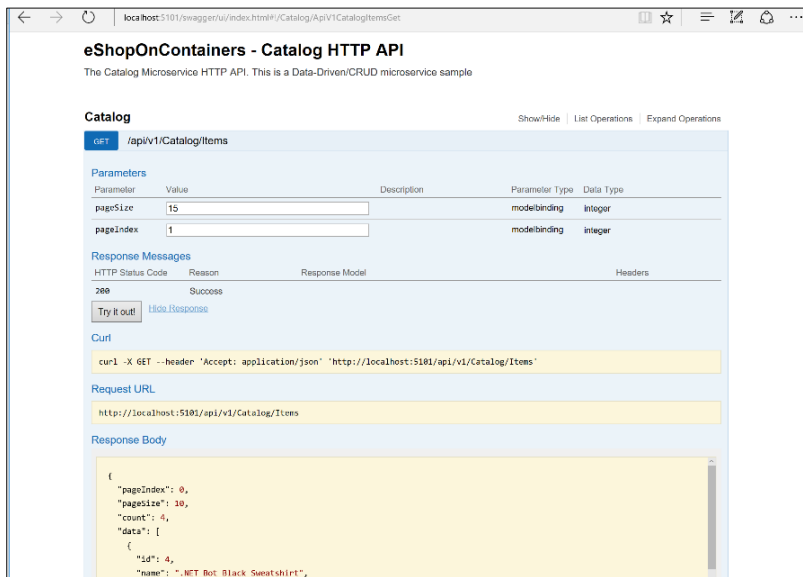 localhost:5101/swagger/ui/index.html#!/Catalog/ApiV1CatalogItemsGet
eShopOnContainers - Catalog HTTP API
The Catalog Microservice HTTP API. This is a Data-Driven/CRUD microservice sample
Catalog Show/Hide List Operations Expand Operations
GET /api/v1/Catalog/Items
Parameters
Parameter Value Description Parameter Type Data Type
pageSize 15 modelbinding integer
pageIndex 1 modelbinding integer
Response Messages
HTTP Status Code Reason Response Model Headers
200 Success
Try it out! Hide Response
Curl
curl -X GET --header 'Accept: application/json' 'http://localhost:5101/api/v1/Catalog/Items'
Request URL
http://localhost:5101/api/v1/Catalog/Items
Response Body
{
"pageIndex": 0,
"pageSize": 10,
"count": 4,
"data": [
{
"id": 4,
"name": ".NET Bot Black Sweatshirt",